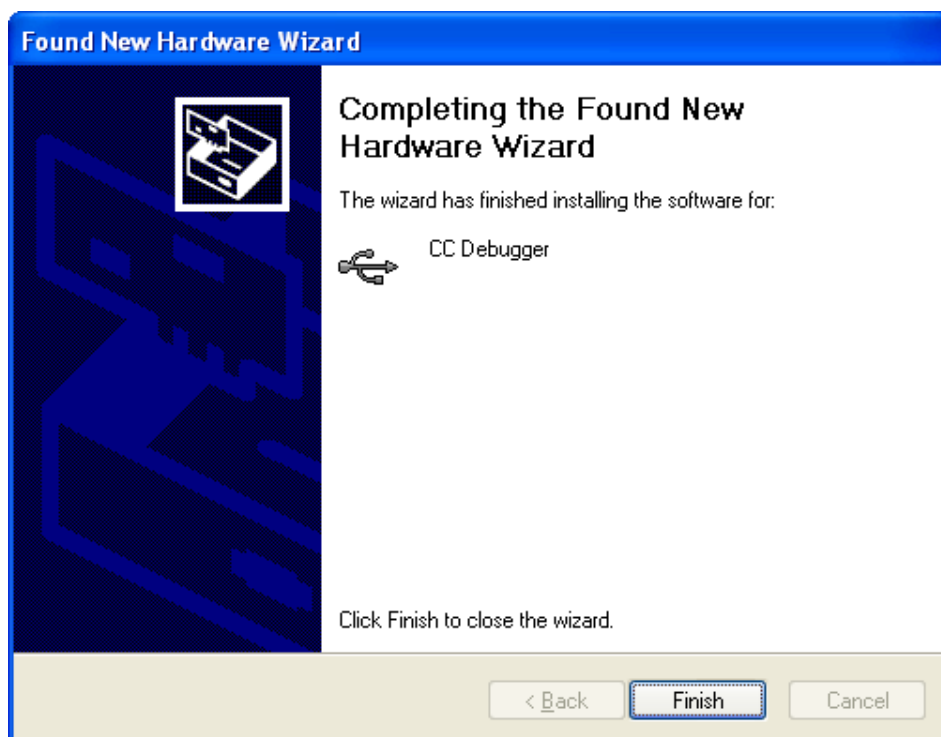 Found New Hardware Wizard
Completing the Found New
Hardware Wizard
The wizard has finished installing the software for:
CC Debugger
Click Finish to close the wizard.
< Back
Finish
Cancel